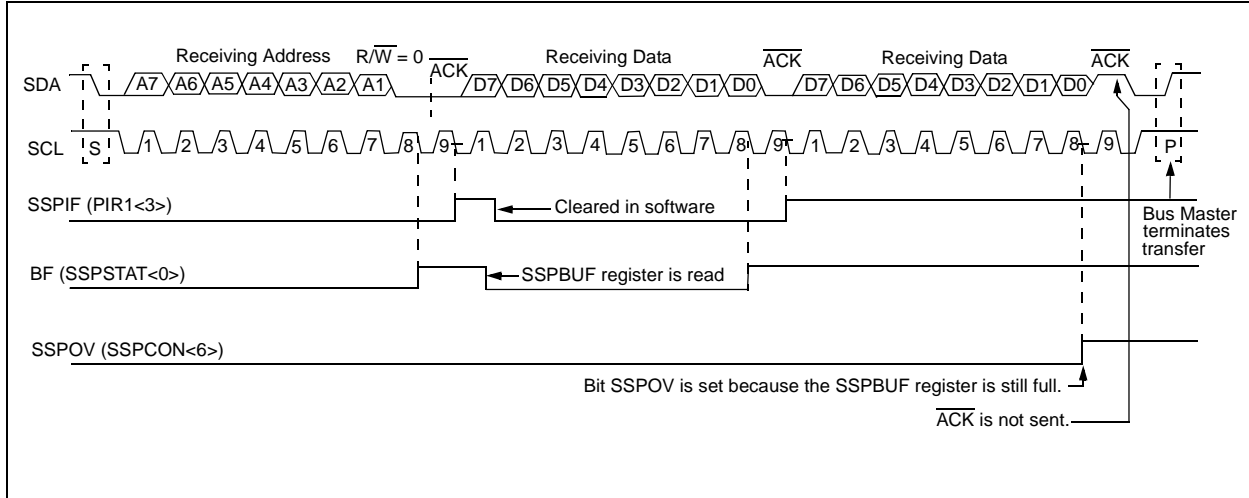 Receiving Address R/W̅ = 0 A̅C̅K̅ Receiving Data A̅C̅K̅ Receiving Data A̅C̅K̅
SDA A7 A6 A5 A4 A3 A2 A1 D7 D6 D5 D4 D3 D2 D1 D0 D7 D6 D5 D4 D3 D2 D1 D0
SCL S 1 2 3 4 5 6 7 8 9 1 2 3 4 5 6 7 8 9 1 2 3 4 5 6 7 8 9 P
SSPIF (PIR1<3>)
Cleared in software
Bus Master
terminates
transfer
BF (SSPSTAT<0>)
SSPBUF register is read
SSPOV (SSPCON<6>)
Bit SSPOV is set because the SSPBUF register is still full.
A̅C̅K̅ is not sent.